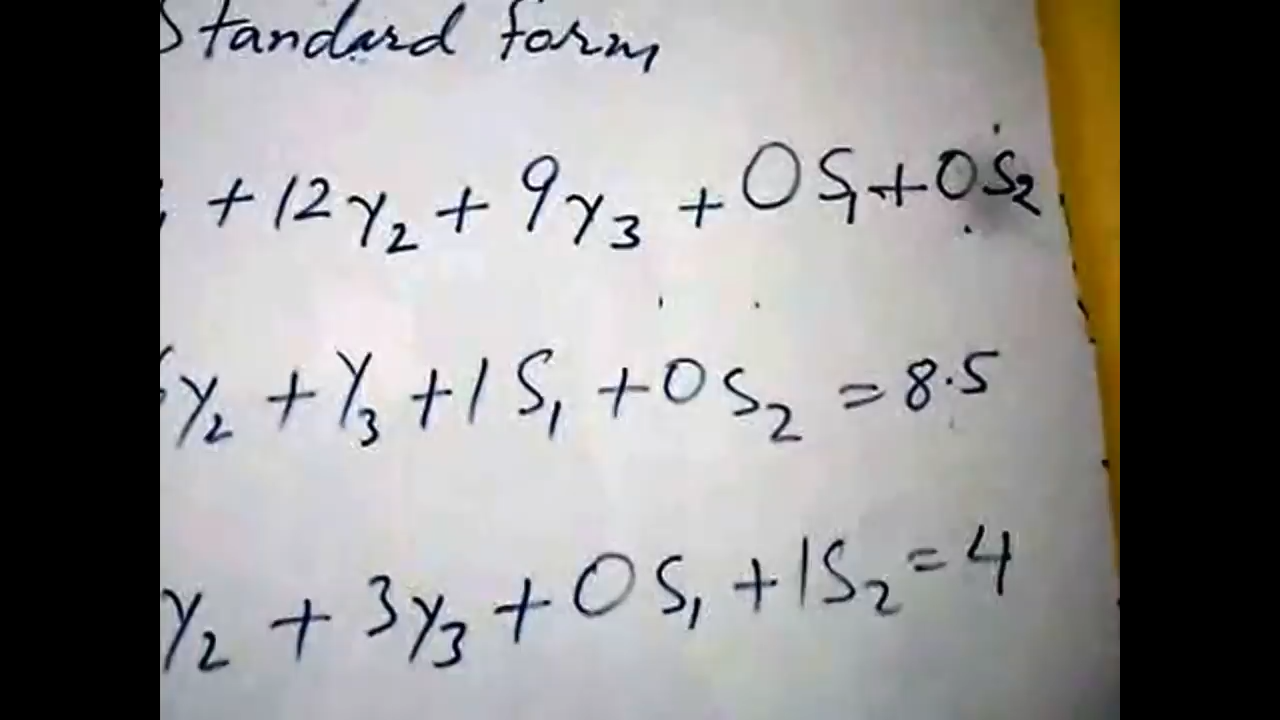 Standard form
+ 12y₂ + 9y₃ + 0S₁ + 0S₂
y₂ + y₃ + 1S₁ + 0S₂ = 8.5
y₂ + 3y₃ + 0S₁ + 1S₂ = 4